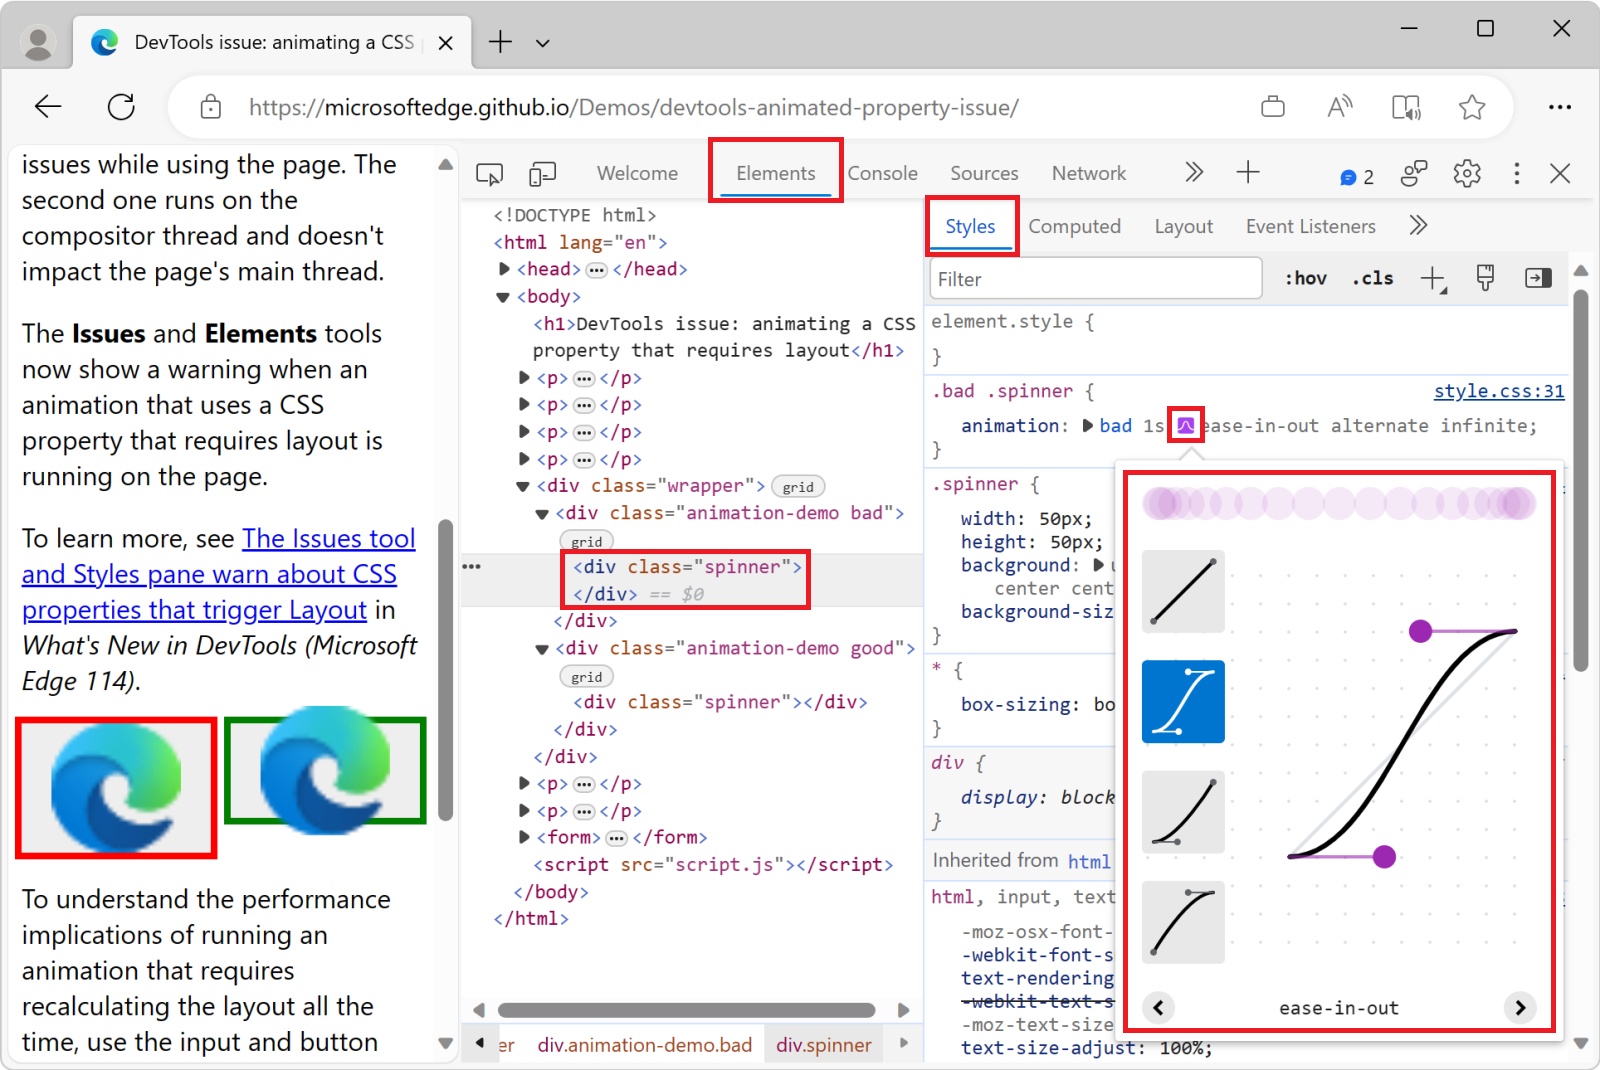 DevTools issue: animating a CSS
https://microsoftedge.github.io/Demos/devtools-animated-property-issue/
issues while using the page. The
second one runs on the
compositor thread and doesn't
impact the page's main thread.
The Issues and Elements tools
now show a warning when an
animation that uses a CSS
property that requires layout is
running on the page.
To learn more, see The Issues tool
and Styles pane warn about CSS
properties that trigger Layout in
What's New in DevTools (Microsoft
Edge 114).
To understand the performance
implications of running an
animation that requires
recalculating the layout all the
time, use the input and button
Welcome Elements Console Sources Network 2
<!DOCTYPE html>
<html lang="en">
<head> ••• </head>
<body>
<h1>DevTools issue: animating a CSS
property that requires layout</h1>
<p> ••• </p>
<p> ••• </p>
<p> ••• </p>
<p> ••• </p>
<div class="wrapper"> grid
<div class="animation-demo bad">
grid
••• <div class="spinner">
</div> == $0
</div>
<div class="animation-demo good">
grid
<div class="spinner"></div>
</div>
</div>
<p> ••• </p>
<p> ••• </p>
<form> ••• </form>
<script src="script.js"></script>
</body>
</html>
er div.animation-demo.bad div.spinner
Styles Computed Layout Event Listeners
Filter :hov .cls
element.style {
}
.bad .spinner { style.css:31
animation: bad 1s ease-in-out alternate infinite;
}
.spinner {
width: 50px;
height: 50px;
background:
center cent
background-siz
}
* {
box-sizing: bo
}
div {
display: block
}
Inherited from html
html, input, text
-moz-osx-font-
-webkit-font-s
text-rendering
-webkit-text-s
-moz-text-size
text-size-adjust: 100%;
ease-in-out